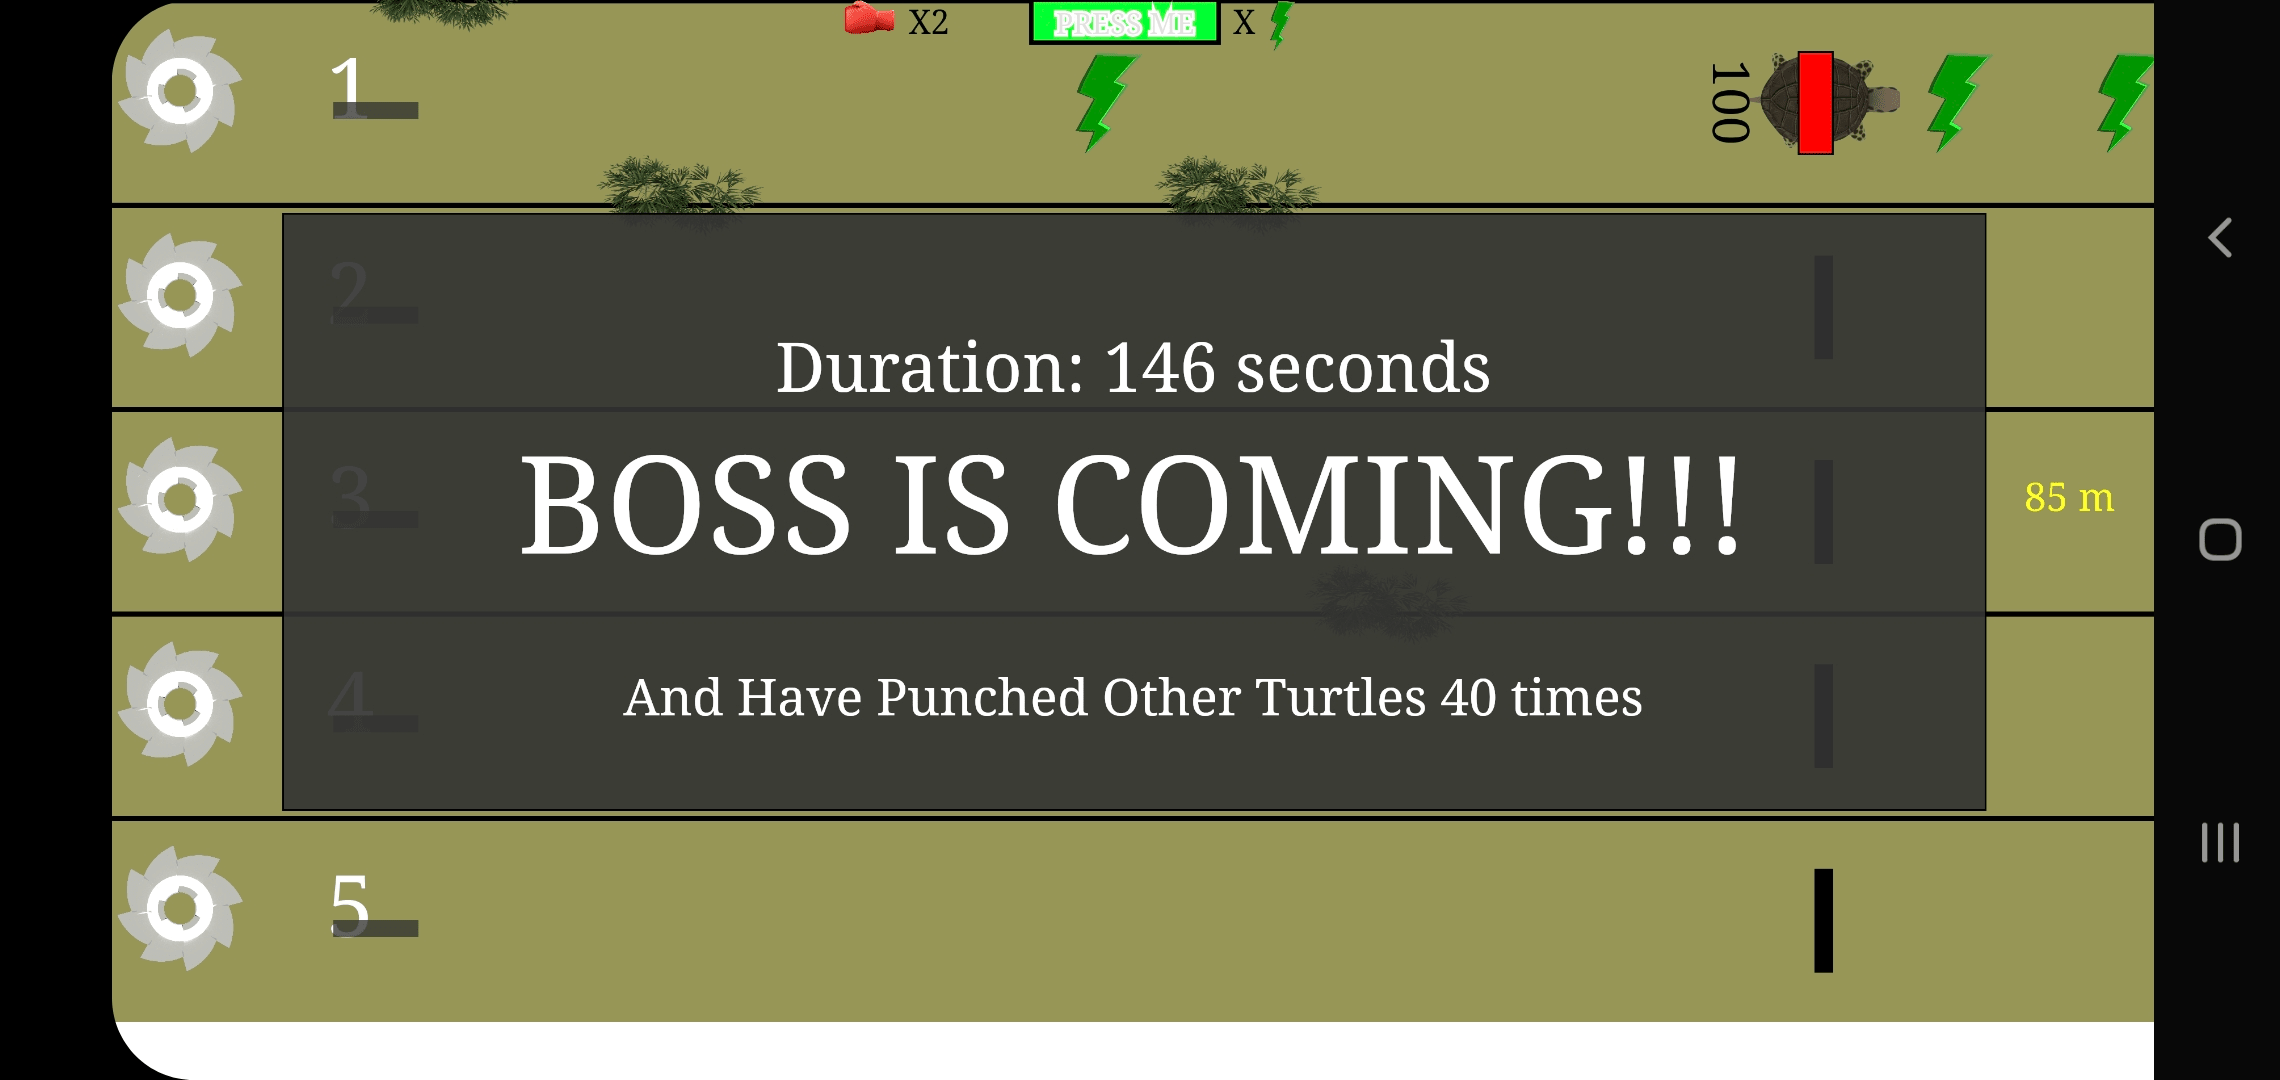 X2
PRESS ME
X
1
100
2
Duration: 146 seconds
3
BOSS IS COMING!!!
85 m
4
And Have Punched Other Turtles 40 times
5